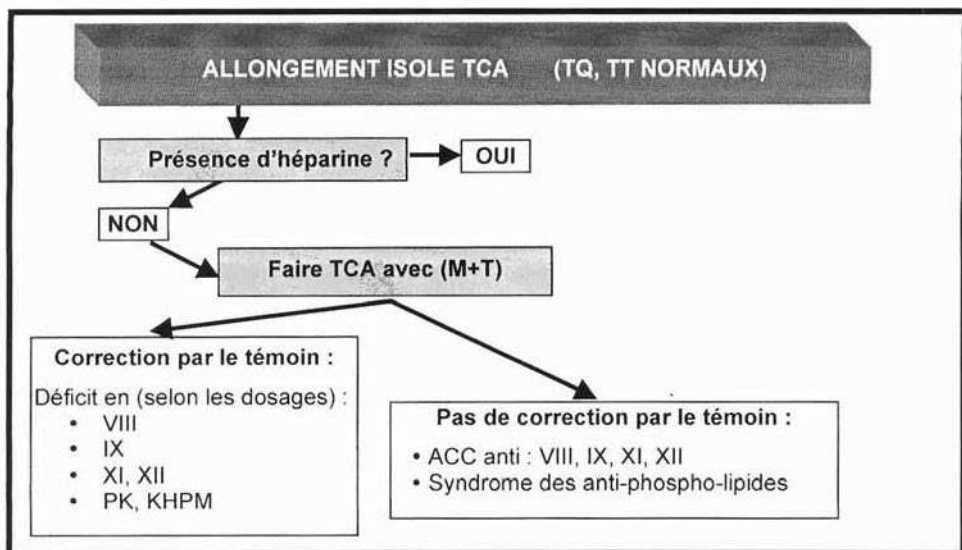 ALLONGEMENT ISOLE TCA (TQ, TT NORMAUX)
Présence d'héparine ?
OUI
NON
Faire TCA avec (M+T)
Correction par le témoin :
Déficit en (selon les dosages) :
• VIII
• IX
• XI, XII
• PK, KHPM
Pas de correction par le témoin :
• ACC anti : VIII, IX, XI, XII
• Syndrome des anti-phospho-lipides